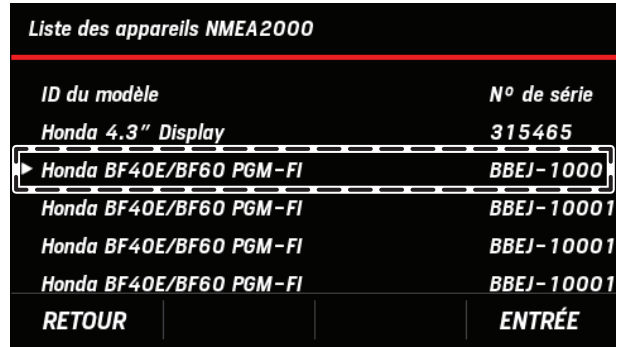 Liste des appareils NMEA2000
ID du modèle Nº de série
Honda 4.3" Display 315465
Honda BF40E/BF60 PGM-FI BBEJ-1000
Honda BF40E/BF60 PGM-FI BBEJ-10001
Honda BF40E/BF60 PGM-FI BBEJ-10001
Honda BF40E/BF60 PGM-FI BBEJ-10001
RETOUR ENTRÉE